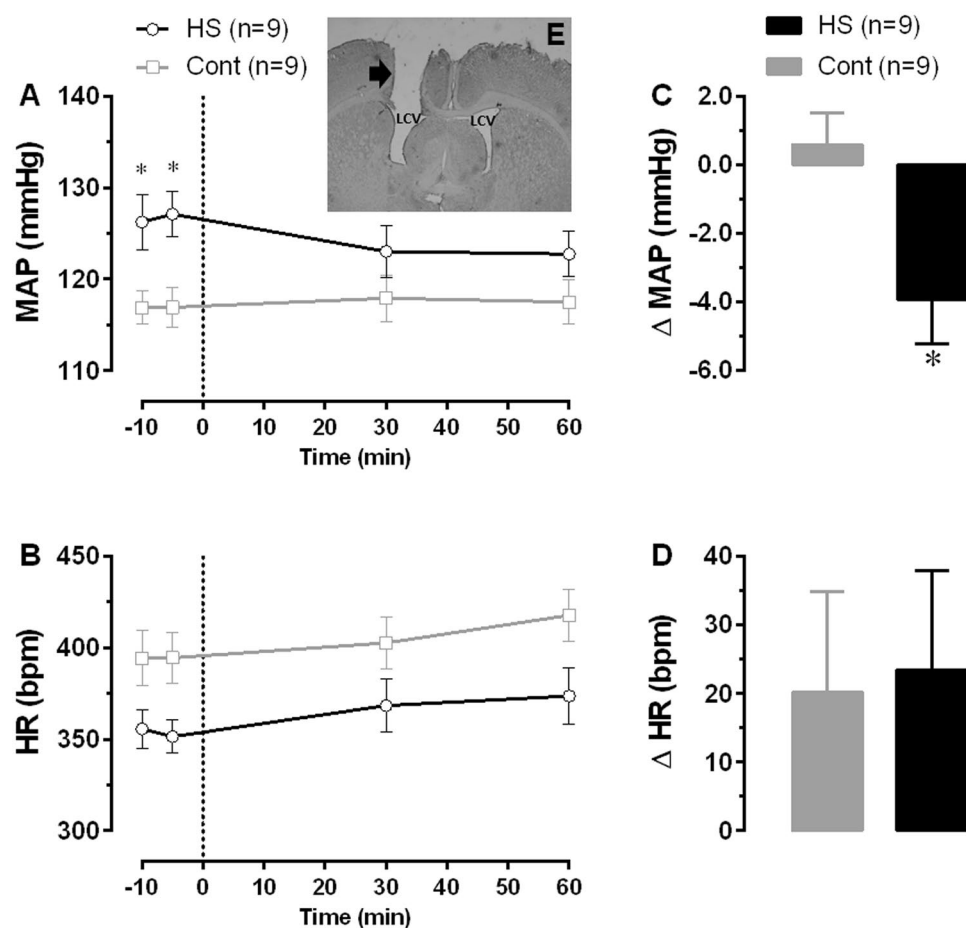 HS (n=9)
Cont (n=9)
A
140
130
120
110
MAP (mmHg)
* *
-10 0 10 20 30 40 50 60
Time (min)
E
LCV LCV
HS (n=9)
Cont (n=9)
C
2.0
0.0
-2.0
-4.0
-6.0
Δ MAP (mmHg)
*
B
450
400
350
300
HR (bpm)
-10 0 10 20 30 40 50 60
Time (min)
D
40
30
20
10
0
Δ HR (bpm)